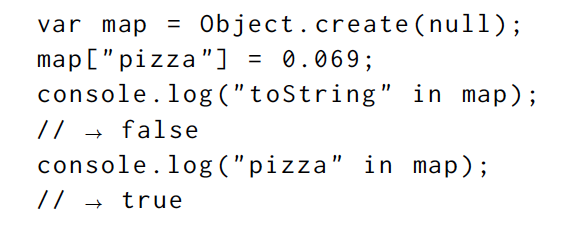 var map = Object.create(null);
map["pizza"] = 0.069;
console.log("toString" in map);
// → false
console.log("pizza" in map);
// → true